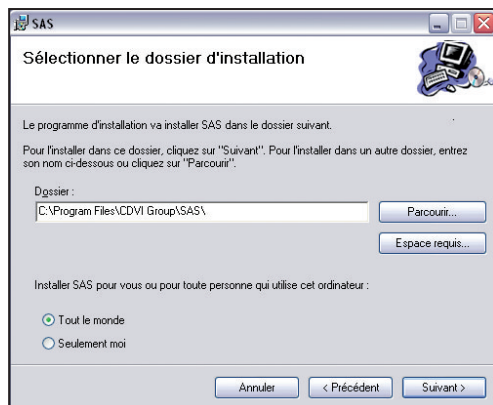 SAS
Sélectionner le dossier d'installation
Le programme d'installation va installer SAS dans le dossier suivant.
Pour l'installer dans ce dossier, cliquez sur "Suivant". Pour l'installer dans un autre dossier, entrez
son nom ci-dessous ou cliquez sur "Parcourir".
Dossier :
C:\Program Files\CDVI Group\SAS\
Parcourir...
Espace requis...
Installer SAS pour vous ou pour toute personne qui utilise cet ordinateur :
Tout le monde
Seulement moi
Annuler
< Précédent
Suivant >